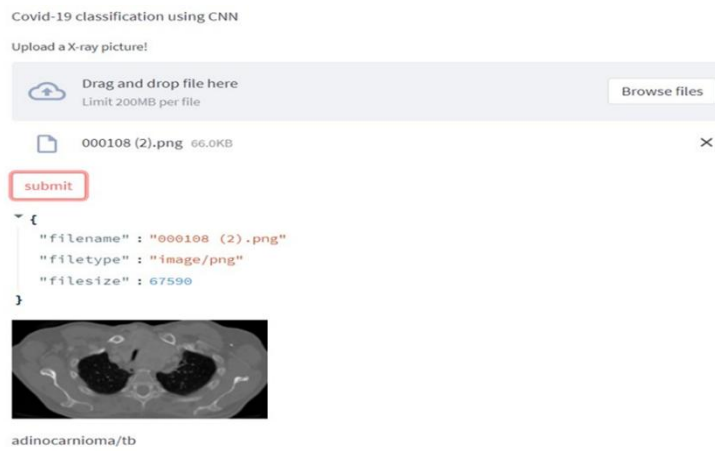 Covid-19 classification using CNN
Upload a X-ray picture!
Drag and drop file here
Limit 200MB per file
Browse files
000108 (2).png 66.0KB
submit
{
"filename" : "000108 (2).png"
"filetype" : "image/png"
"filesize" : 67590
}
adinocarnioma/tb